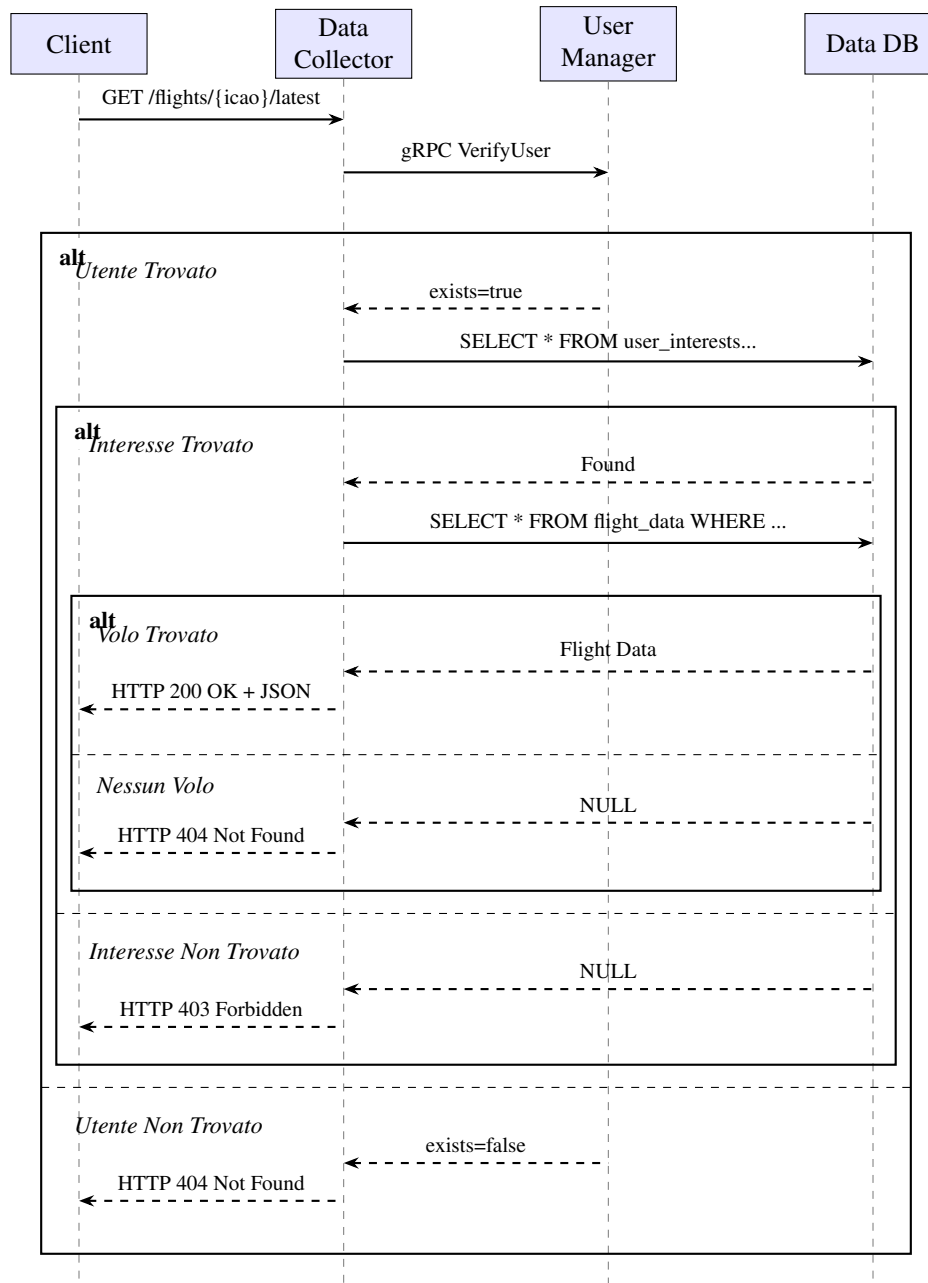 Client
Data
Collector
User
Manager
Data DB
GET /flights/{icao}/latest
gRPC VerifyUser
alt
Utente Trovato
exists=true
SELECT * FROM user_interests...
alt
Interesse Trovato
Found
SELECT * FROM flight_data WHERE ...
alt
Volo Trovato
Flight Data
HTTP 200 OK + JSON
Nessun Volo
NULL
HTTP 404 Not Found
Interesse Non Trovato
NULL
HTTP 403 Forbidden
Utente Non Trovato
exists=false
HTTP 404 Not Found